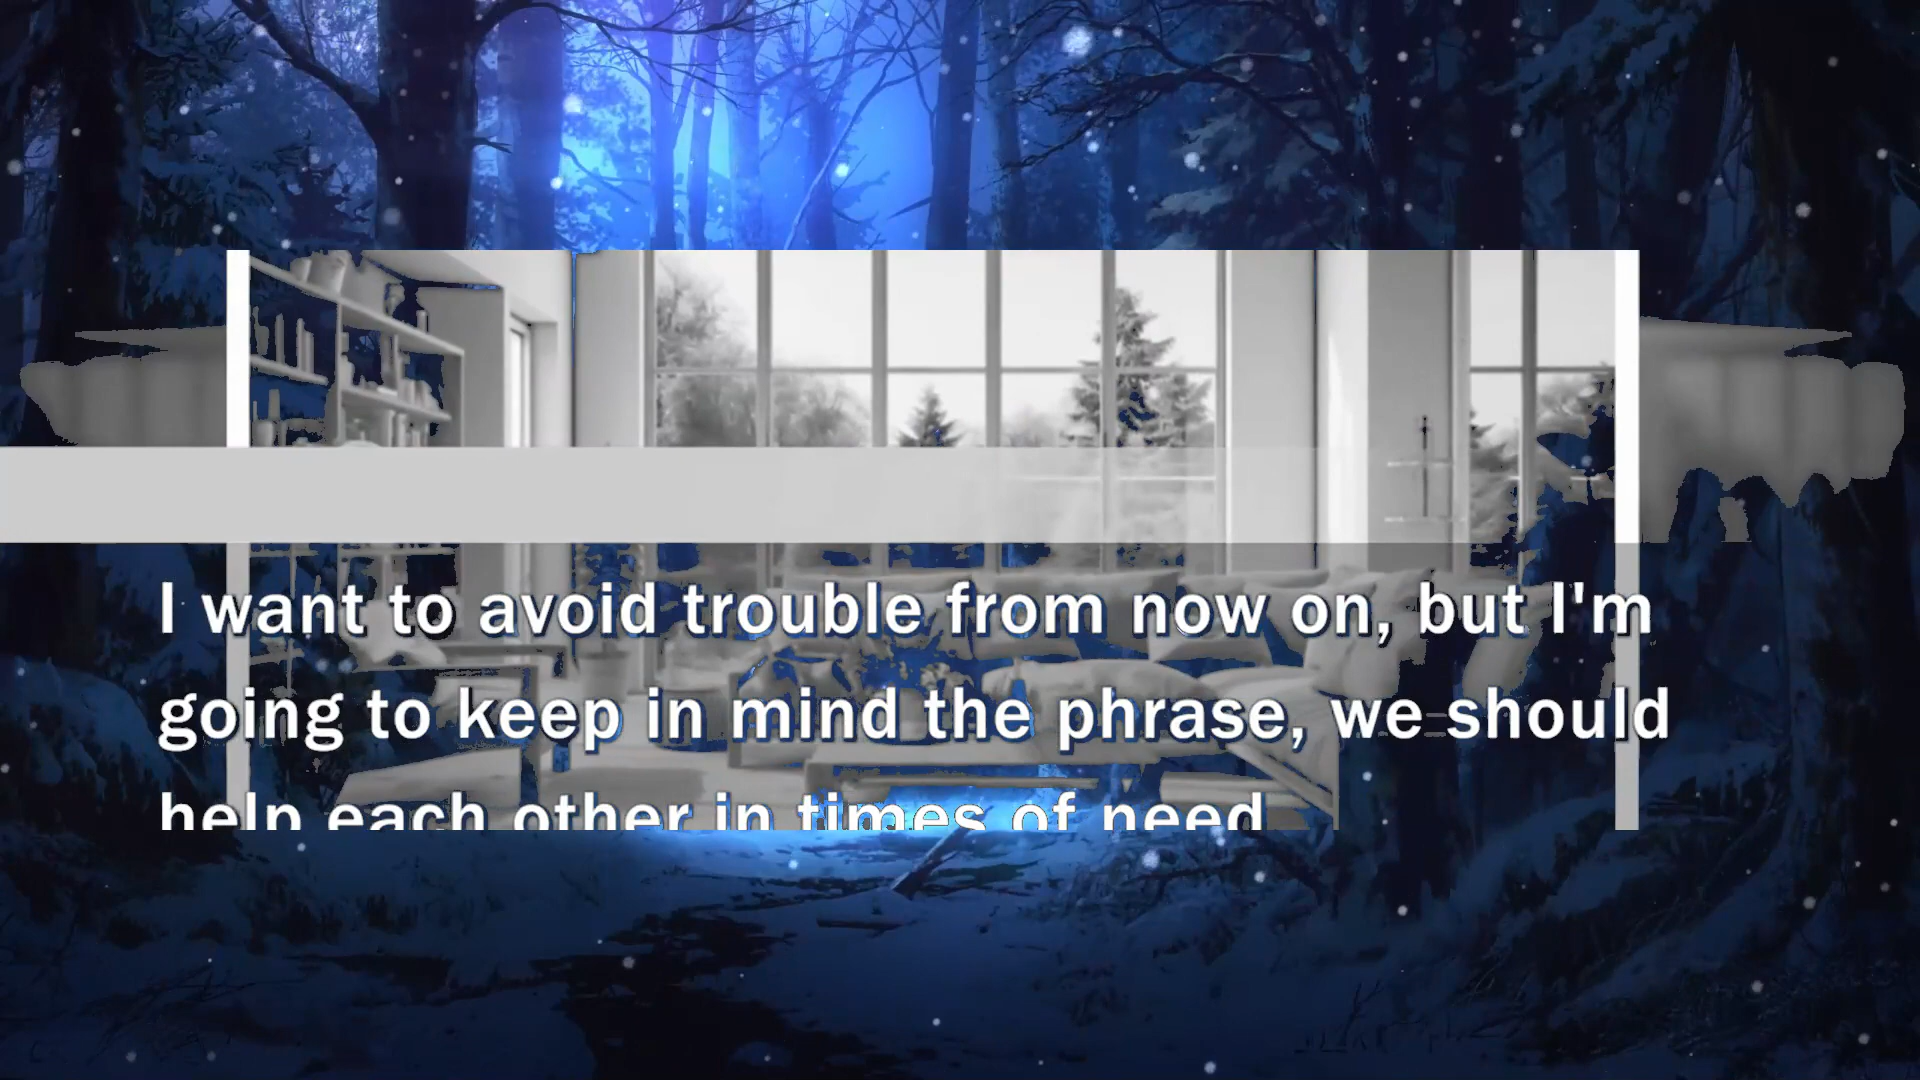 I want to avoid trouble from now on, but I'm
going to keep in mind the phrase, we should
help each other in times of need